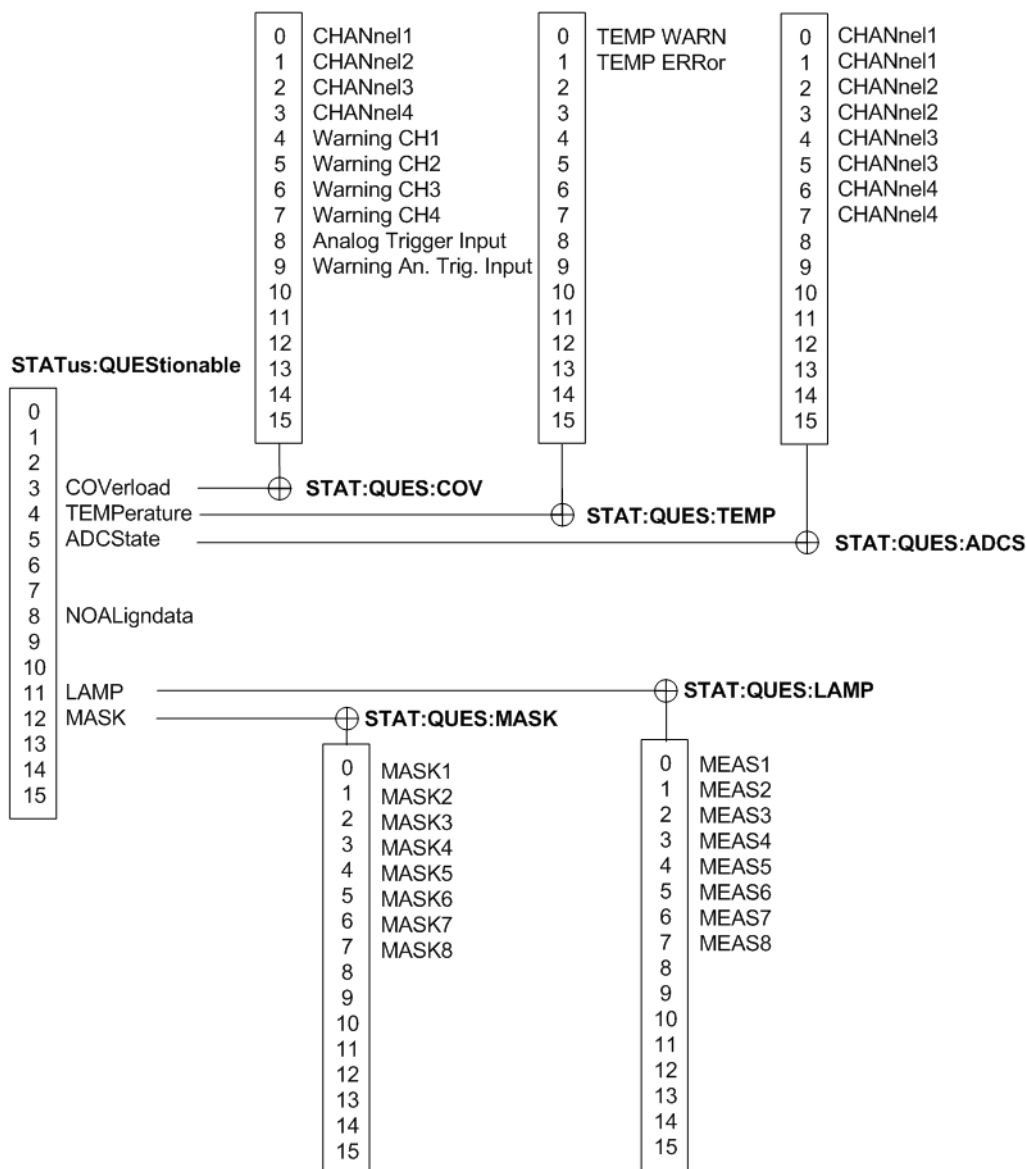 0 CHANnel1
1 CHANnel2
2 CHANnel3
3 CHANnel4
4 Warning CH1
5 Warning CH2
6 Warning CH3
7 Warning CH4
8 Analog Trigger Input
9 Warning An. Trig. Input
10
11
12
13
14
15
0 TEMP WARN
1 TEMP ERRor
2
3
4
5
6
7
8
9
10
11
12
13
14
15
0 CHANnel1
1 CHANnel1
2 CHANnel2
3 CHANnel2
4 CHANnel3
5 CHANnel3
6 CHANnel4
7 CHANnel4
8
9
10
11
12
13
14
15
STATus:QUEStionable
0
1
2
3 COVerload
4 TEMPerature
5 ADCState
6
7
8 NOALigndata
9
10
11 LAMP
12 MASK
13
14
15
STAT:QUES:COV
STAT:QUES:TEMP
STAT:QUES:ADCS
STAT:QUES:LAMP
STAT:QUES:MASK
0 MASK1
1 MASK2
2 MASK3
3 MASK4
4 MASK5
5 MASK6
6 MASK7
7 MASK8
8
9
10
11
12
13
14
15
0 MEAS1
1 MEAS2
2 MEAS3
3 MEAS4
4 MEAS5
5 MEAS6
6 MEAS7
7 MEAS8
8
9
10
11
12
13
14
15